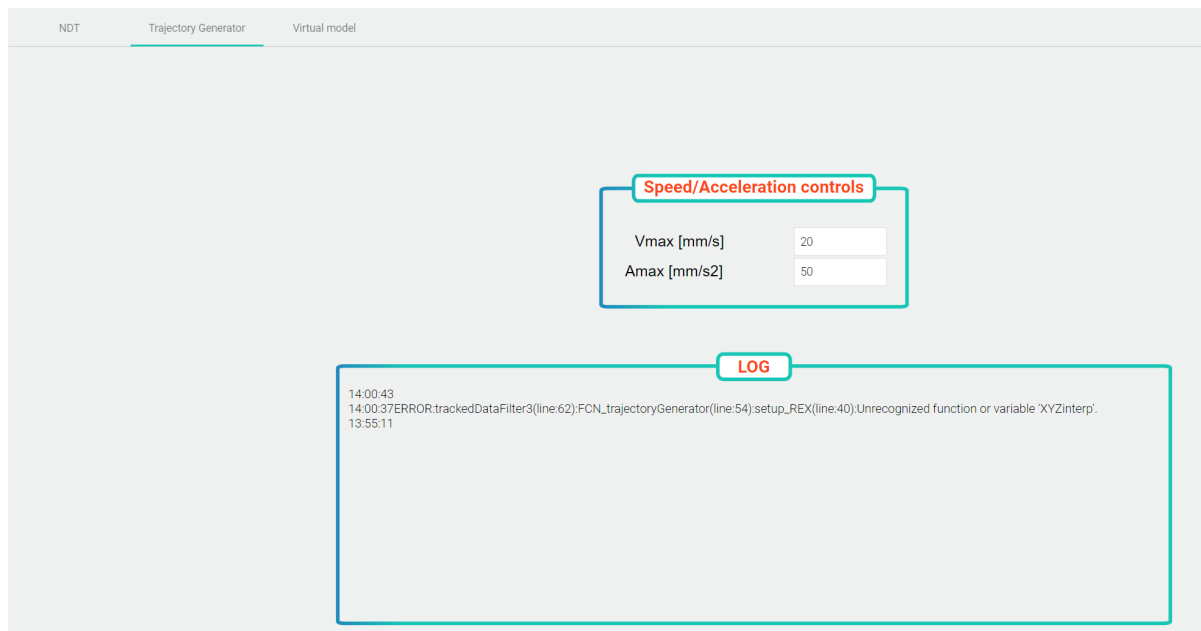 NDT Trajectory Generator Virtual model
Speed/Acceleration controls
Vmax [mm/s] 20
Amax [mm/s2] 50
LOG
14:00:43
14:00:37ERROR:trackedDataFilter3(line:62):FCN_trajectoryGenerator(line:54):setup_REX(line:40):Unrecognized function or variable 'XYZinterp'.
13:55:11